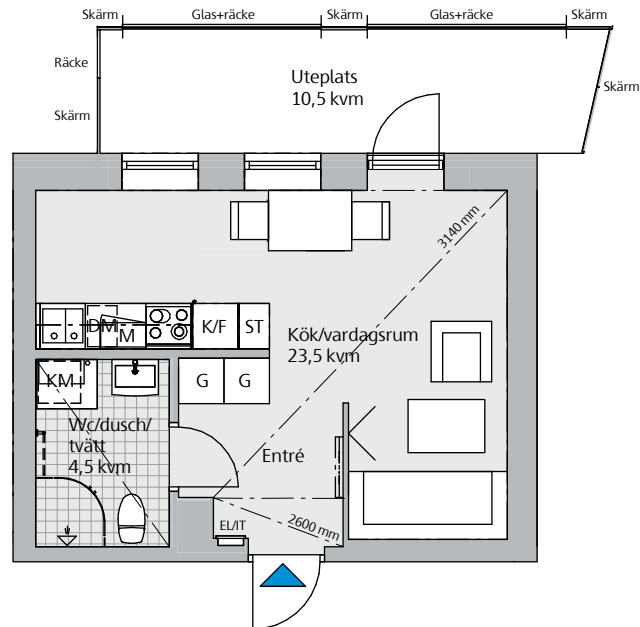 Skärm
Glas+räcke
Skärm
Glas+räcke
Skärm
Räcke
Uteplats
10,5 kvm
Skärm
Skärm
3140 mm
DM
M
K/F
ST
Kök/vardagsrum
23,5 kvm
KM
G
G
Wc/dusch/
tvätt
4,5 kvm
Entré
EL/IT
2600 mm